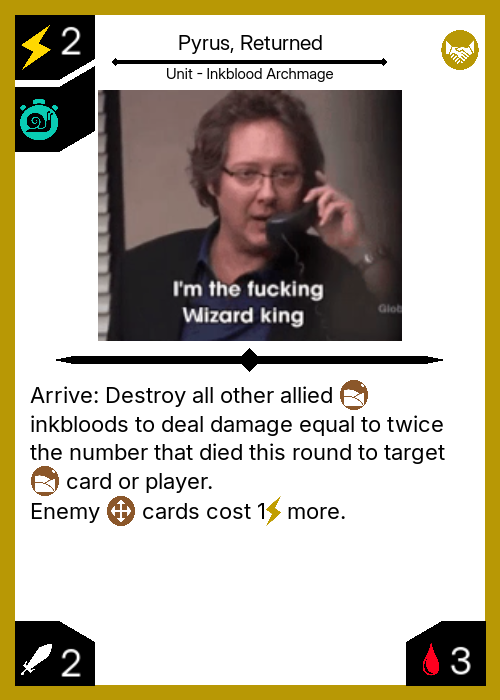 2
Pyrus, Returned
Unit - Inkblood Archmage
I'm the fucking
Wizard king
Glob
Arrive: Destroy all other allied
inkbloods to deal damage equal to twice
the number that died this round to target
card or player.
Enemy cards cost 1 more.
2
3